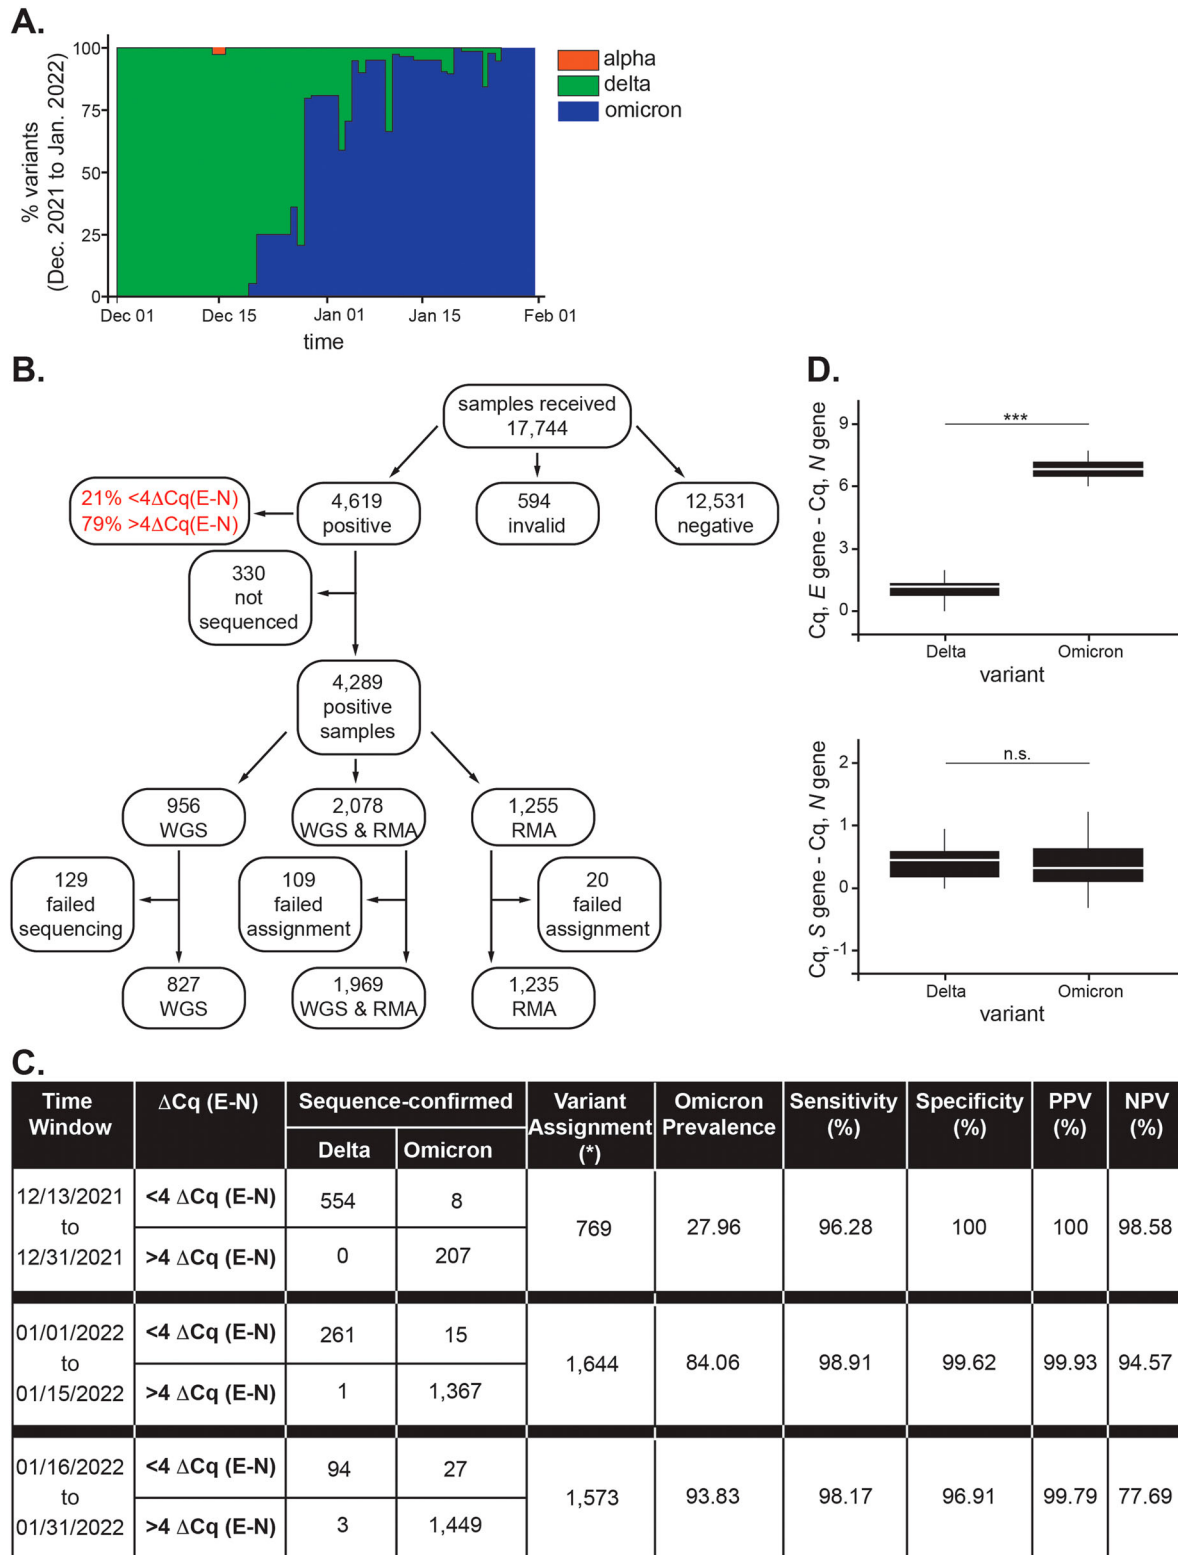 A.
% variants
(Dec. 2021 to Jan. 2022)
100
75
50
25
0
Dec 01
Dec 15
Jan 01
Jan 15
Feb 01
time
alpha
delta
omicron
B.
samples received
17,744
21% <4ΔCq(E-N)
79% >4ΔCq(E-N)
4,619
positive
594
invalid
12,531
negative
330
not
sequenced
4,289
positive
samples
956
WGS
2,078
WGS & RMA
1,255
RMA
129
failed
sequencing
109
failed
assignment
20
failed
assignment
827
WGS
1,969
WGS & RMA
1,235
RMA
D.
Cq, E gene - Cq, N gene
9
6
3
0
***
Delta
Omicron
variant
Cq, S gene - Cq, N gene
2
1
0
-1
n.s.
Delta
Omicron
variant
C.
Time
Window
ΔCq (E-N)
Sequence-confirmed
Delta
Omicron
Variant
Assignment
(*)
Omicron
Prevalence
Sensitivity
(%)
Specificity
(%)
PPV
(%)
NPV
(%)
12/13/2021
to
12/31/2021
<4 ΔCq (E-N)
554
8
>4 ΔCq (E-N)
0
207
769
27.96
96.28
100
100
98.58
01/01/2022
to
01/15/2022
<4 ΔCq (E-N)
261
15
>4 ΔCq (E-N)
1
1,367
1,644
84.06
98.91
99.62
99.93
94.57
01/16/2022
to
01/31/2022
<4 ΔCq (E-N)
94
27
>4 ΔCq (E-N)
3
1,449
1,573
93.83
98.17
96.91
99.79
77.69